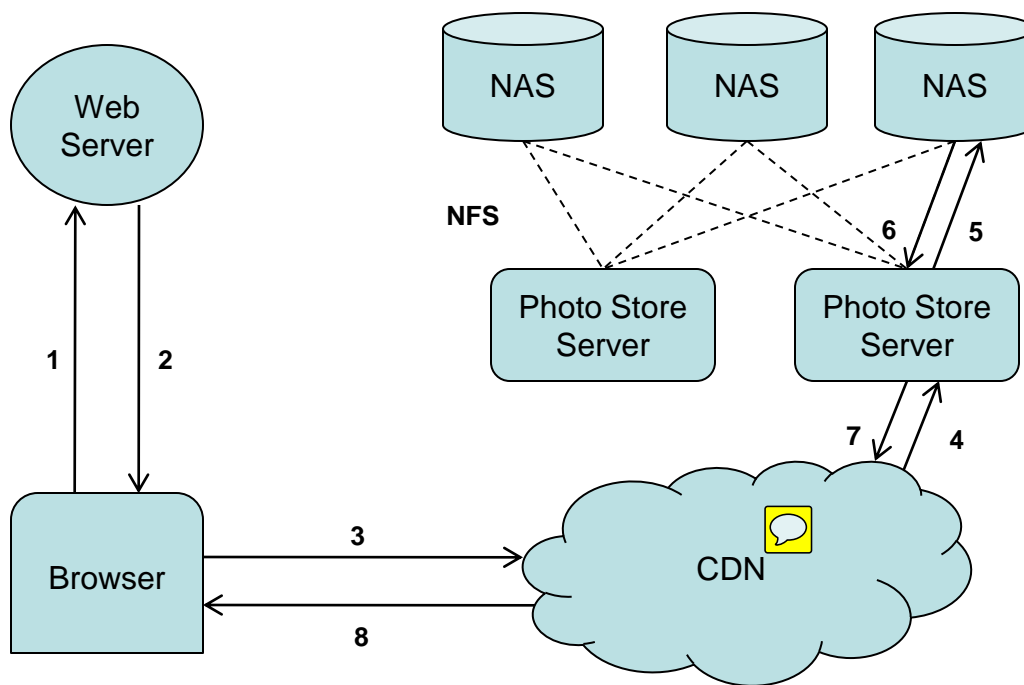 NAS
NAS
NAS
Web
Server
NFS
6
5
Photo Store
Server
Photo Store
Server
1
2
7
4
3
CDN
Browser
8